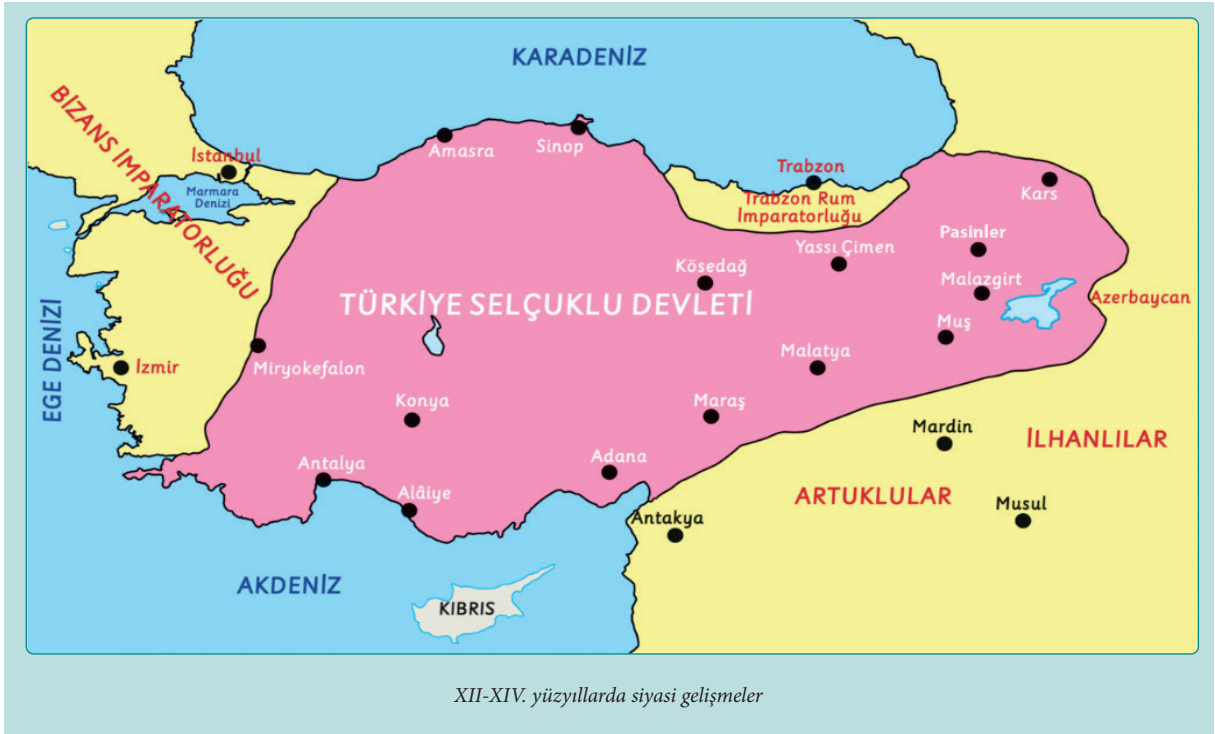 KARADENİZ
BİZANS İMPARATORLUĞU
İstanbul
Marmara
Denizi
Amasra
Sinop
Trabzon
Trabzon Rum
İmparatorluğu
Kars
Pasinler
Yassı Çimen
Kösedağ
Malazgirt
Azerbaycan
TÜRKİYE SELÇUKLU DEVLETİ
EGE DENİZİ
Muş
İzmir
Miryokefalon
Malatya
Konya
Maraş
Mardin
İLHANLILAR
Antalya
Adana
Alâiye
ARTUKLULAR
Musul
Antakya
AKDENİZ
KIBRIS
XII-XIV. yüzyıllarda siyasi gelişmeler